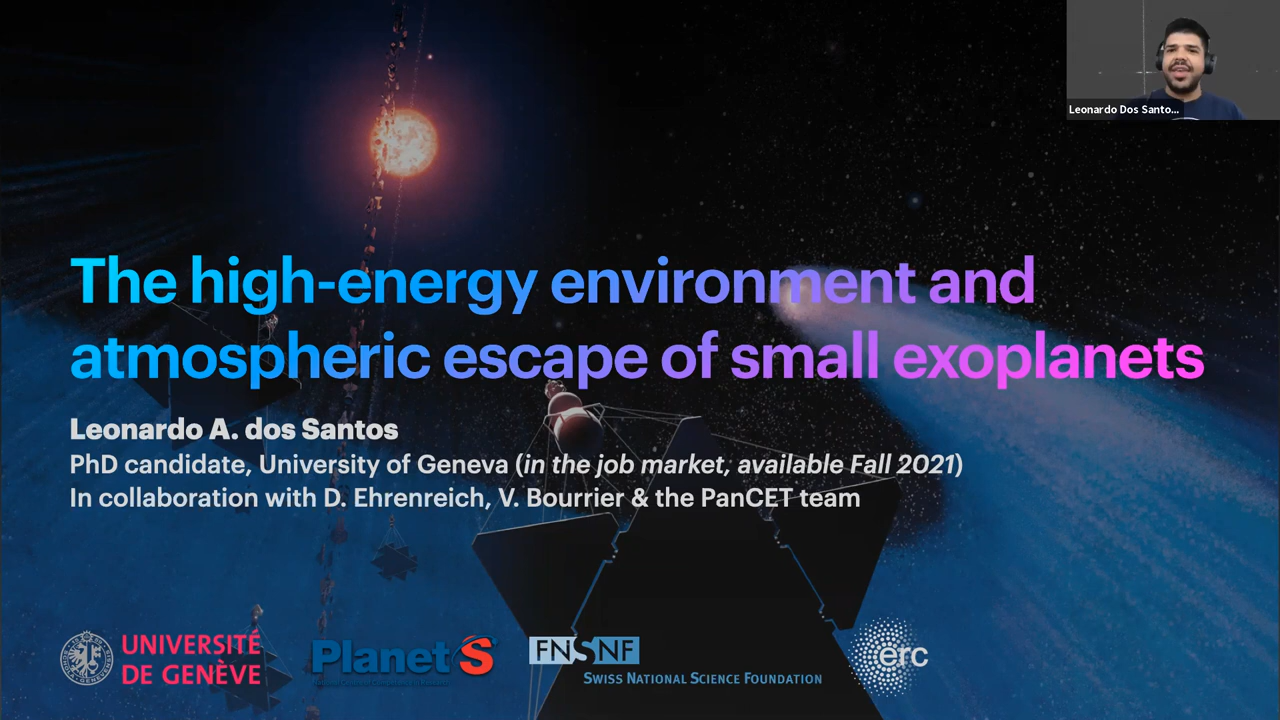 Leonardo Dos Santo...
The high-energy environment and
atmospheric escape of small exoplanets
Leonardo A. dos Santos
PhD candidate, University of Geneva (in the job market, available Fall 2021)
In collaboration with D. Ehrenreich, V. Bourrier & the PanCET team
UNIVERSITÉ
DE GENÈVE
PlanetS
FNSNF
SWISS NATIONAL SCIENCE FOUNDATION
erc